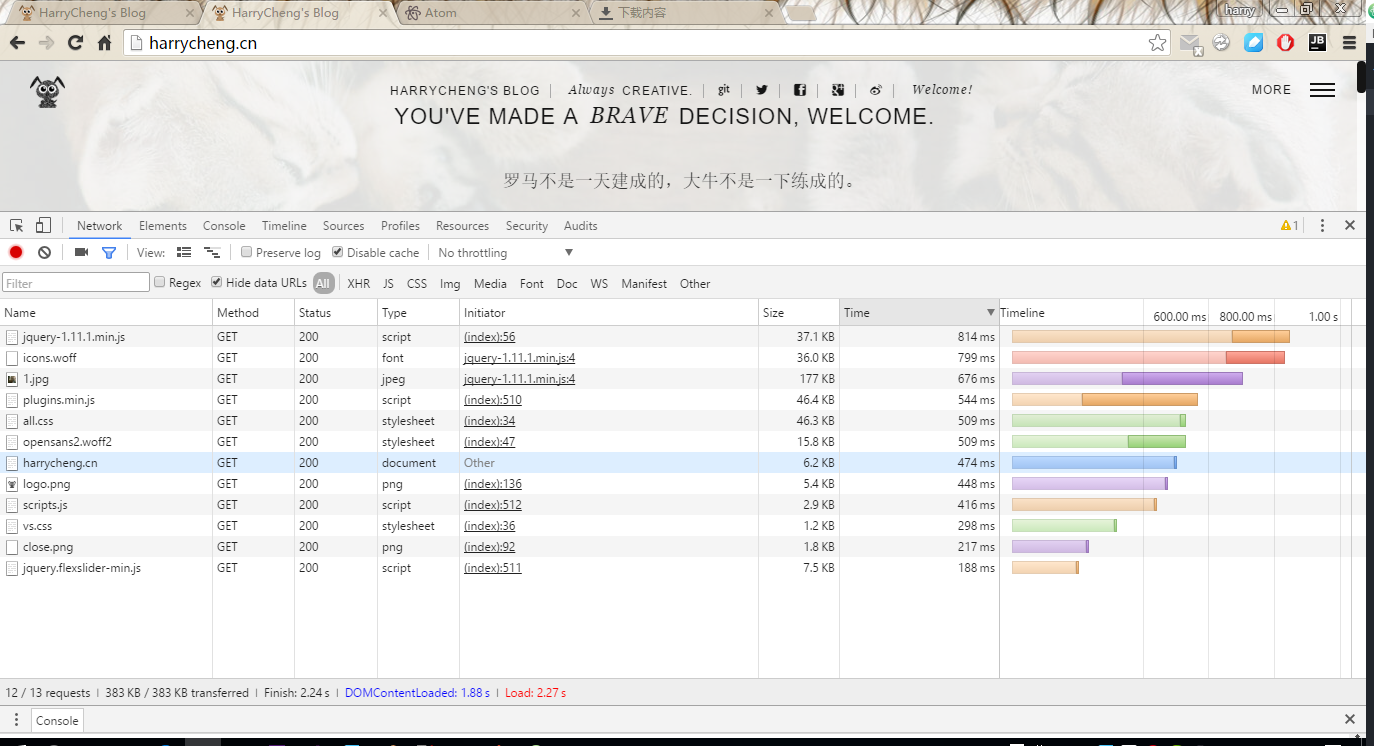 HarryCheng's Blog HarryCheng's Blog Atom 下载内容 harry
harrycheng.cn JB
HARRYCHENG'S BLOG Always CREATIVE. git Welcome! MORE
YOU'VE MADE A BRAVE DECISION, WELCOME.
罗马不是一天建成的，大牛不是一下练成的。
Network Elements Console Timeline Sources Profiles Resources Security Audits 1
View: Preserve log Disable cache No throttling
Filter Regex Hide data URLs All XHR JS CSS Img Media Font Doc WS Manifest Other
Name Method Status Type Initiator Size Time Timeline 600.00 ms 800.00 ms 1.00 s
jquery-1.11.1.min.js GET 200 script (index):56 37.1 KB 814 ms
icons.woff GET 200 font jquery-1.11.1.min.js:4 36.0 KB 799 ms
1.jpg GET 200 jpeg jquery-1.11.1.min.js:4 177 KB 676 ms
plugins.min.js GET 200 script (index):510 46.4 KB 544 ms
all.css GET 200 stylesheet (index):34 46.3 KB 509 ms
opensans2.woff2 GET 200 stylesheet (index):47 15.8 KB 509 ms
harrycheng.cn GET 200 document Other 6.2 KB 474 ms
logo.png GET 200 png (index):136 5.4 KB 448 ms
scripts.js GET 200 script (index):512 2.9 KB 416 ms
vs.css GET 200 stylesheet (index):36 1.2 KB 298 ms
close.png GET 200 png (index):92 1.8 KB 217 ms
jquery.flexslider-min.js GET 200 script (index):511 7.5 KB 188 ms
12 / 13 requests | 383 KB / 383 KB transferred | Finish: 2.24 s | DOMContentLoaded: 1.88 s | Load: 2.27 s
Console